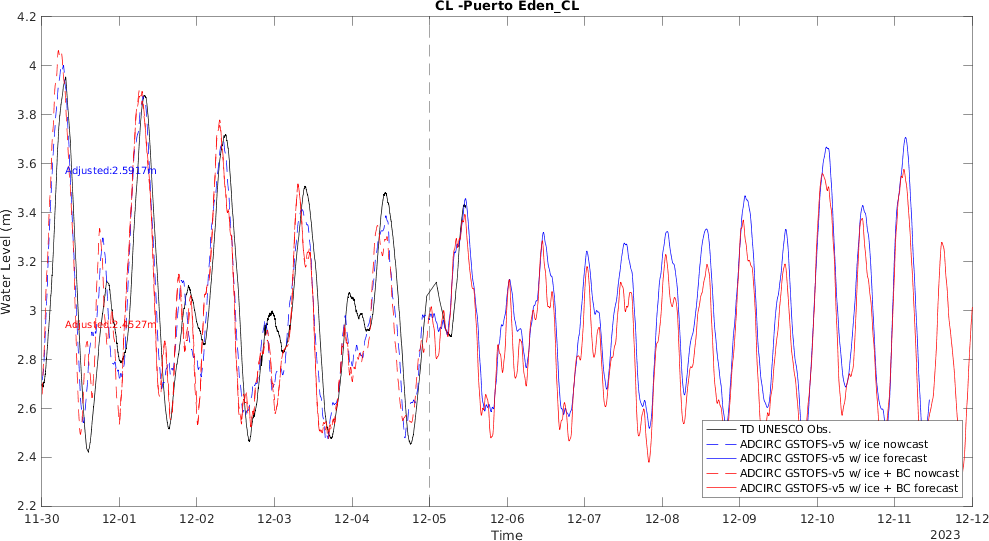 CL -Puerto Eden_CL
4.2
4
3.8
3.6
3.4
3.2
3
2.8
2.6
2.4
2.2
Water Level (m)
Adjusted:2.5917m
Adjusted:2.4527m
TD UNESCO Obs.
ADCIRC GSTOFS-v5 w/ ice nowcast
ADCIRC GSTOFS-v5 w/ ice forecast
ADCIRC GSTOFS-v5 w/ ice + BC nowcast
ADCIRC GSTOFS-v5 w/ ice + BC forecast
11-30 12-01 12-02 12-03 12-04 12-05 12-06 12-07 12-08 12-09 12-10 12-11 12-12
Time
2023